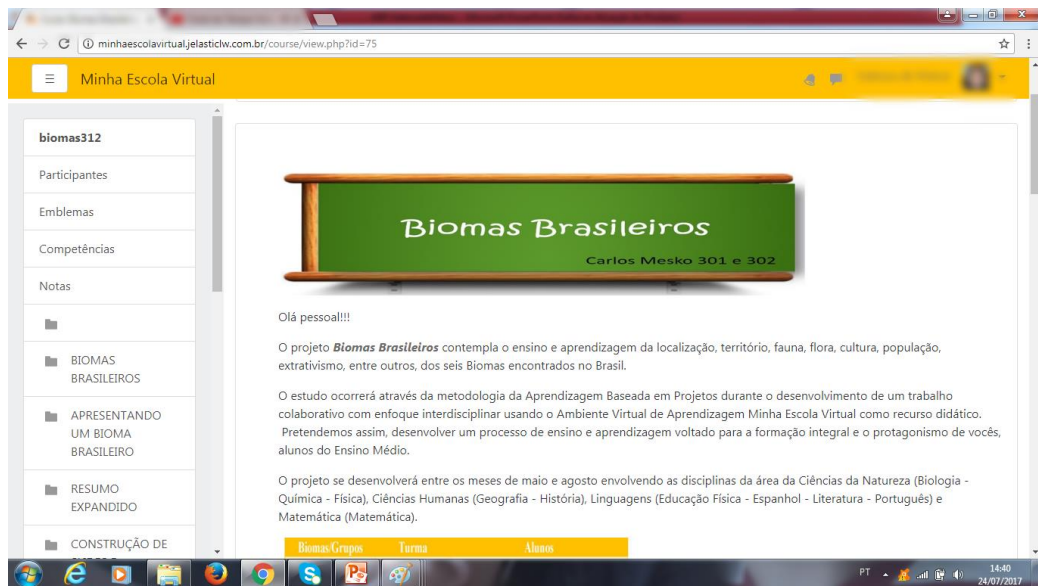 minhaescolavirtual.jelasticlw.com.br/course/view.php?id=75
Minha Escola Virtual
biomas312
Participantes
Emblemas
Competências
Notas
BIOMAS
BRASILEIROS
APRESENTANDO
UM BIOMA
BRASILEIRO
RESUMO
EXPANDIDO
CONSTRUÇÃO DE
Biomas Brasileiros
Carlos Mesko 301 e 302
Olá pessoal!!!
O projeto Biomas Brasileiros contempla o ensino e aprendizagem da localização, território, fauna, flora, cultura, população,
extrativismo, entre outros, dos seis Biomas encontrados no Brasil.
O estudo ocorrerá através da metodologia da Aprendizagem Baseada em Projetos durante o desenvolvimento de um trabalho
colaborativo com enfoque interdisciplinar usando o Ambiente Virtual de Aprendizagem Minha Escola Virtual como recurso didático.
Pretendemos assim, desenvolver um processo de ensino e aprendizagem voltado para a formação integral e o protagonismo de vocês,
alunos do Ensino Médio.
O projeto se desenvolverá entre os meses de maio e agosto envolvendo as disciplinas da área da Ciências da Natureza (Biologia -
Química - Física), Ciências Humanas (Geografia - História), Linguagens (Educação Física - Espanhol - Literatura - Português) e
Matemática (Matemática).
Biomas/Grupos Turma Alunos
PT 14:40
24/07/2017